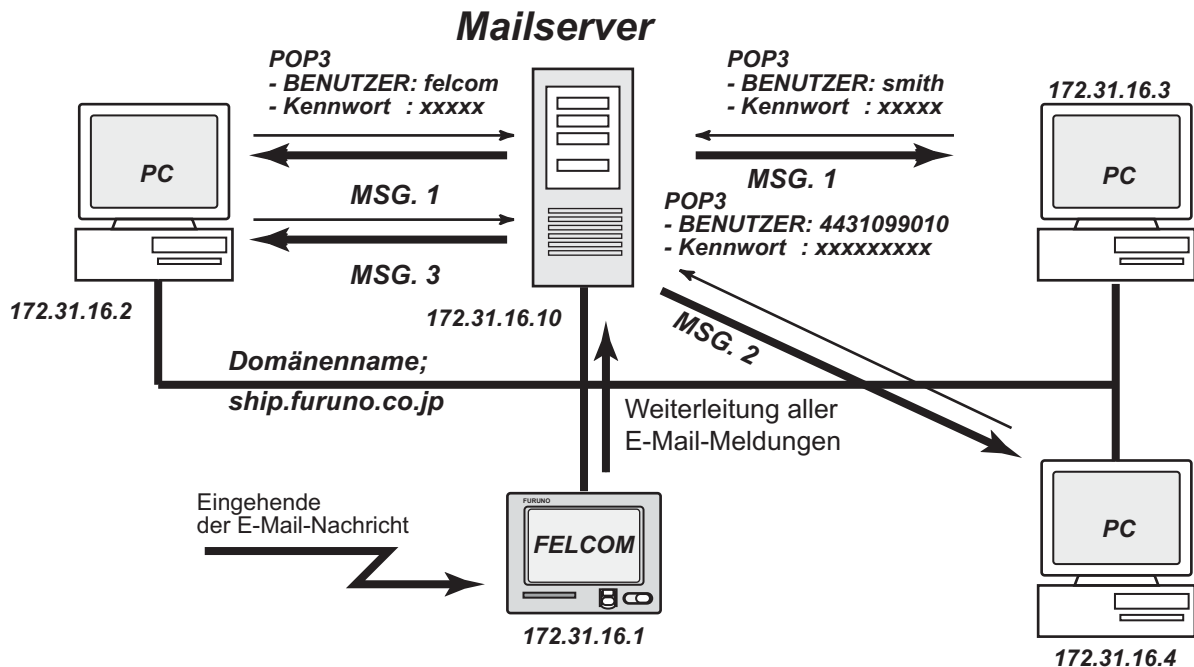 Mailserver
POP3
- BENUTZER: felcom
- Kennwort : xxxxx
POP3
- BENUTZER: smith
- Kennwort : xxxxx
172.31.16.3
PC
MSG. 1
MSG. 3
172.31.16.2
172.31.16.10
MSG. 1
PC
POP3
- BENUTZER: 4431099010
- Kennwort : xxxxxxxxx
MSG. 2
Domänenname;
ship.furuno.co.jp
Weiterleitung aller
E-Mail-Meldungen
Eingehende
der E-Mail-Nachricht
FURUNO
FELCOM
172.31.16.1
PC
172.31.16.4